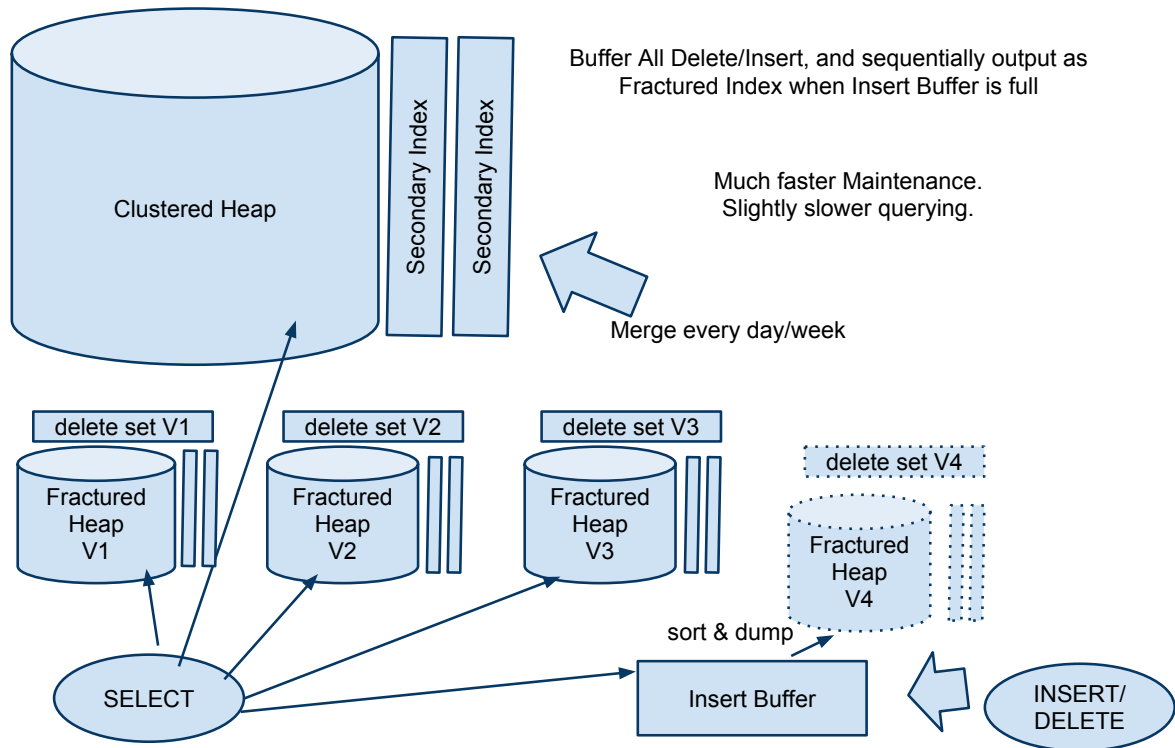 Buffer All Delete/Insert, and sequentially output as
Fractured Index when Insert Buffer is full
Clustered Heap
Secondary Index
Secondary Index
Much faster Maintenance.
Slightly slower querying.
Merge every day/week
delete set V1
delete set V2
delete set V3
delete set V4
Fractured
Heap
V1
Fractured
Heap
V2
Fractured
Heap
V3
Fractured
Heap
V4
sort & dump
SELECT
Insert Buffer
INSERT/
DELETE